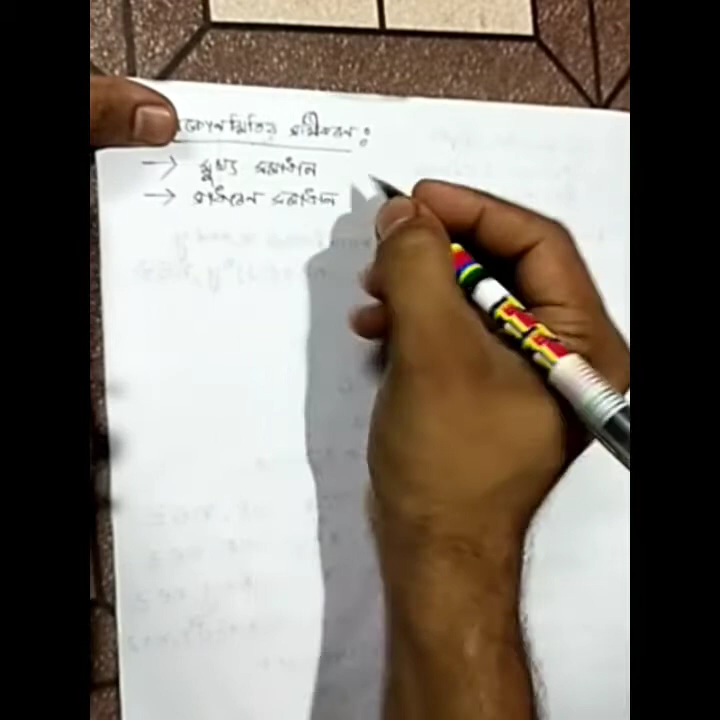 ত্রিকোণমিতির সমীকরণ :
→ মুখ্য সমাধান
→ সাধারণ সমাধান